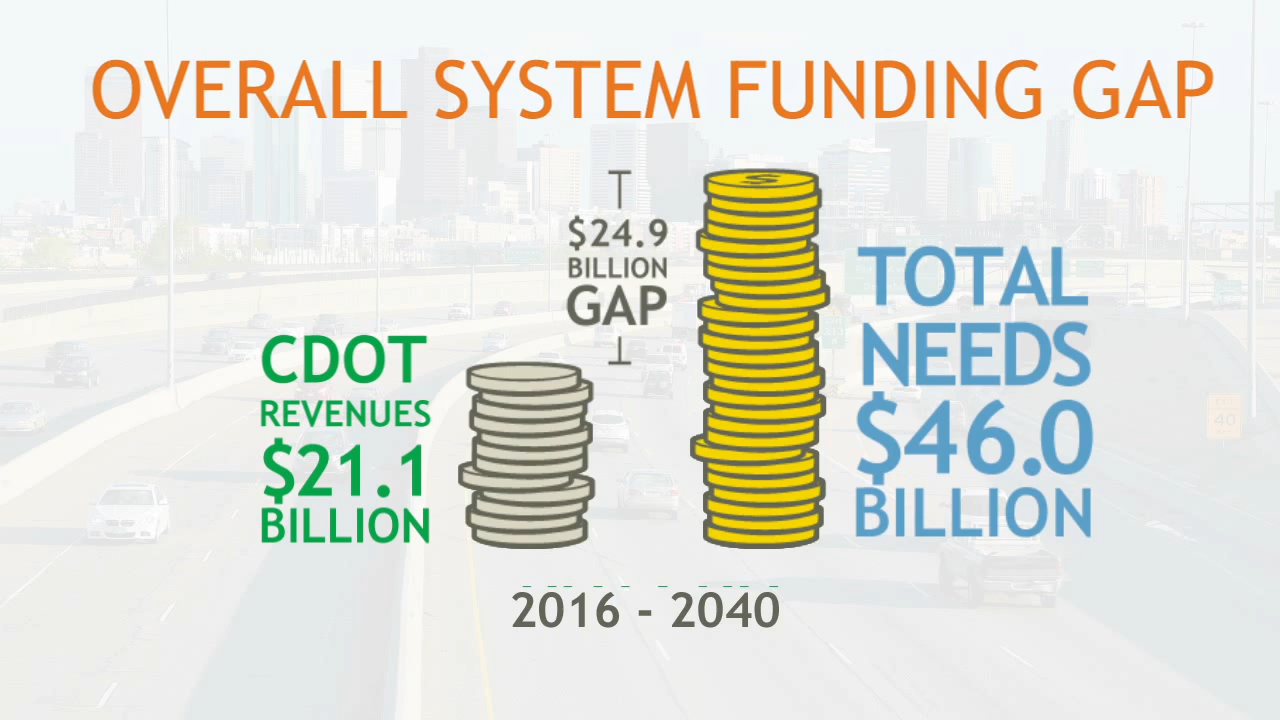 OVERALL SYSTEM FUNDING GAP
$24.9
BILLION
GAP
CDOT
REVENUES
$21.1
BILLION
TOTAL
NEEDS
$46.0
BILLION
2016 - 2040
40